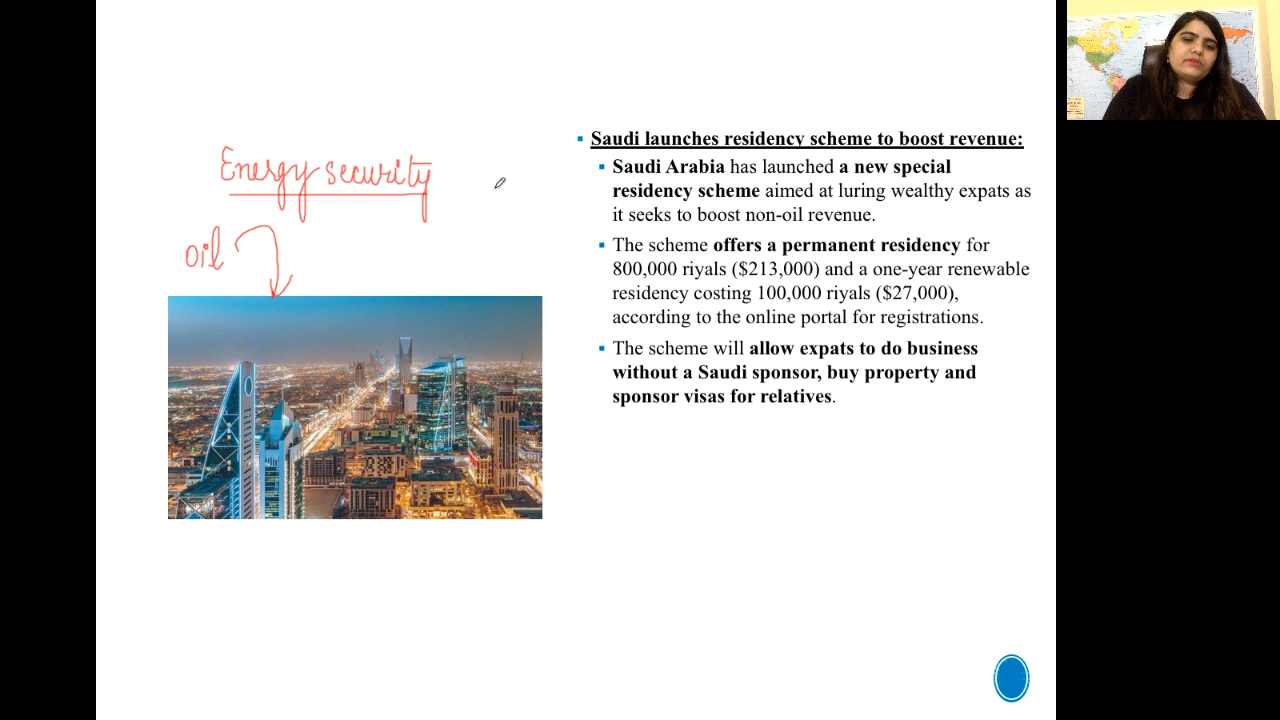 Energy security
oil
Saudi launches residency scheme to boost revenue:
Saudi Arabia has launched a new special
residency scheme aimed at luring wealthy expats as
it seeks to boost non-oil revenue.
The scheme offers a permanent residency for
800,000 riyals ($213,000) and a one-year renewable
residency costing 100,000 riyals ($27,000),
according to the online portal for registrations.
The scheme will allow expats to do business
without a Saudi sponsor, buy property and
sponsor visas for relatives.